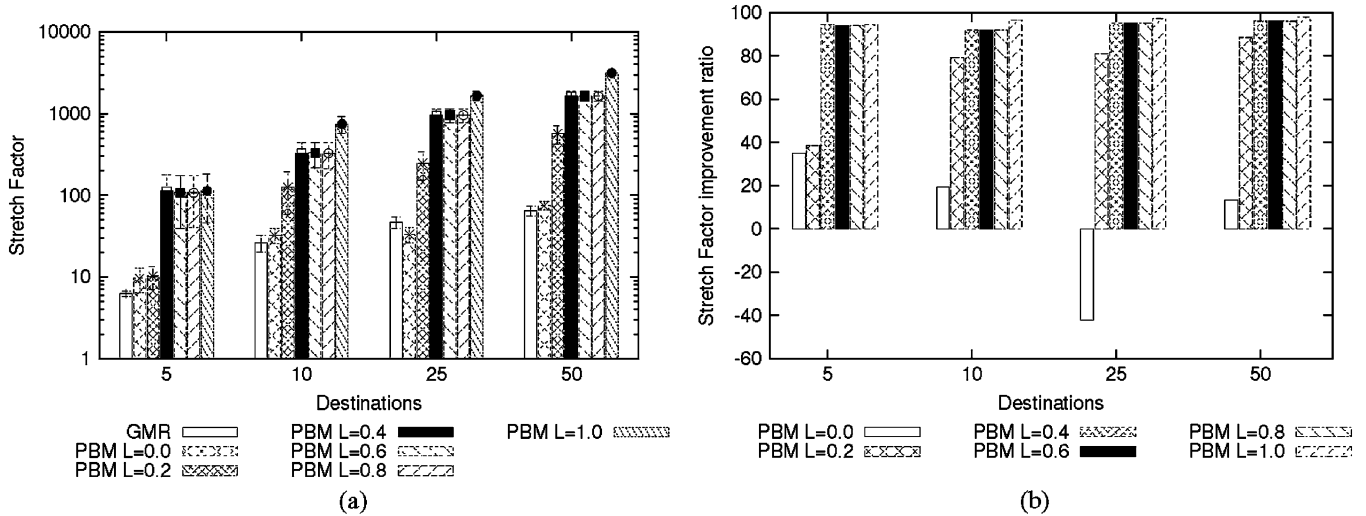 10000
1000
100
10
1
Stretch Factor
5 10 25 50
Destinations
GMR
PBM L=0.0
PBM L=0.2
PBM L=0.4
PBM L=0.6
PBM L=0.8
PBM L=1.0
(a)
100
80
60
40
20
0
-20
-40
-60
Stretch Factor improvement ratio
5 10 25 50
Destinations
PBM L=0.0
PBM L=0.2
PBM L=0.4
PBM L=0.6
PBM L=0.8
PBM L=1.0
(b)